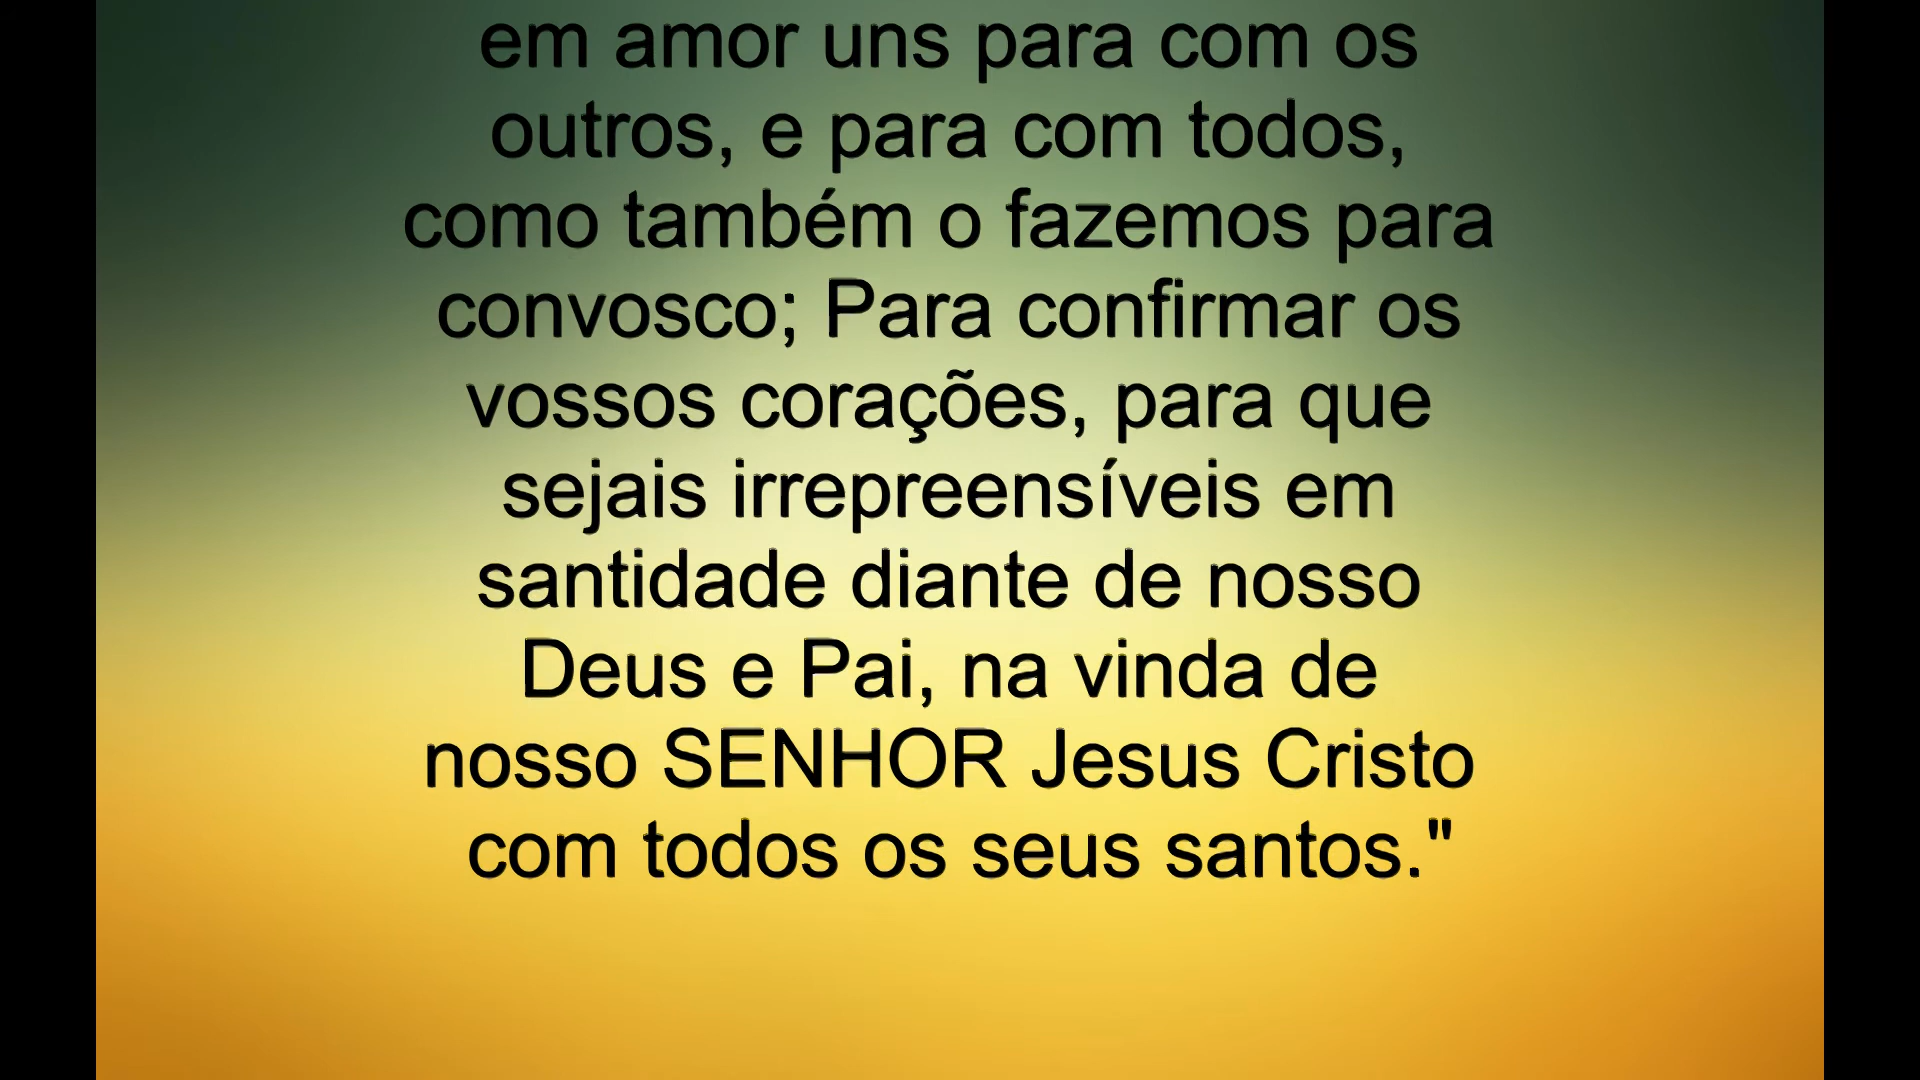 em amor uns para com os
outros, e para com todos,
como também o fazemos para
convosco; Para confirmar os
vossos corações, para que
sejais irrepreensíveis em
santidade diante de nosso
Deus e Pai, na vinda de
nosso SENHOR Jesus Cristo
com todos os seus santos."